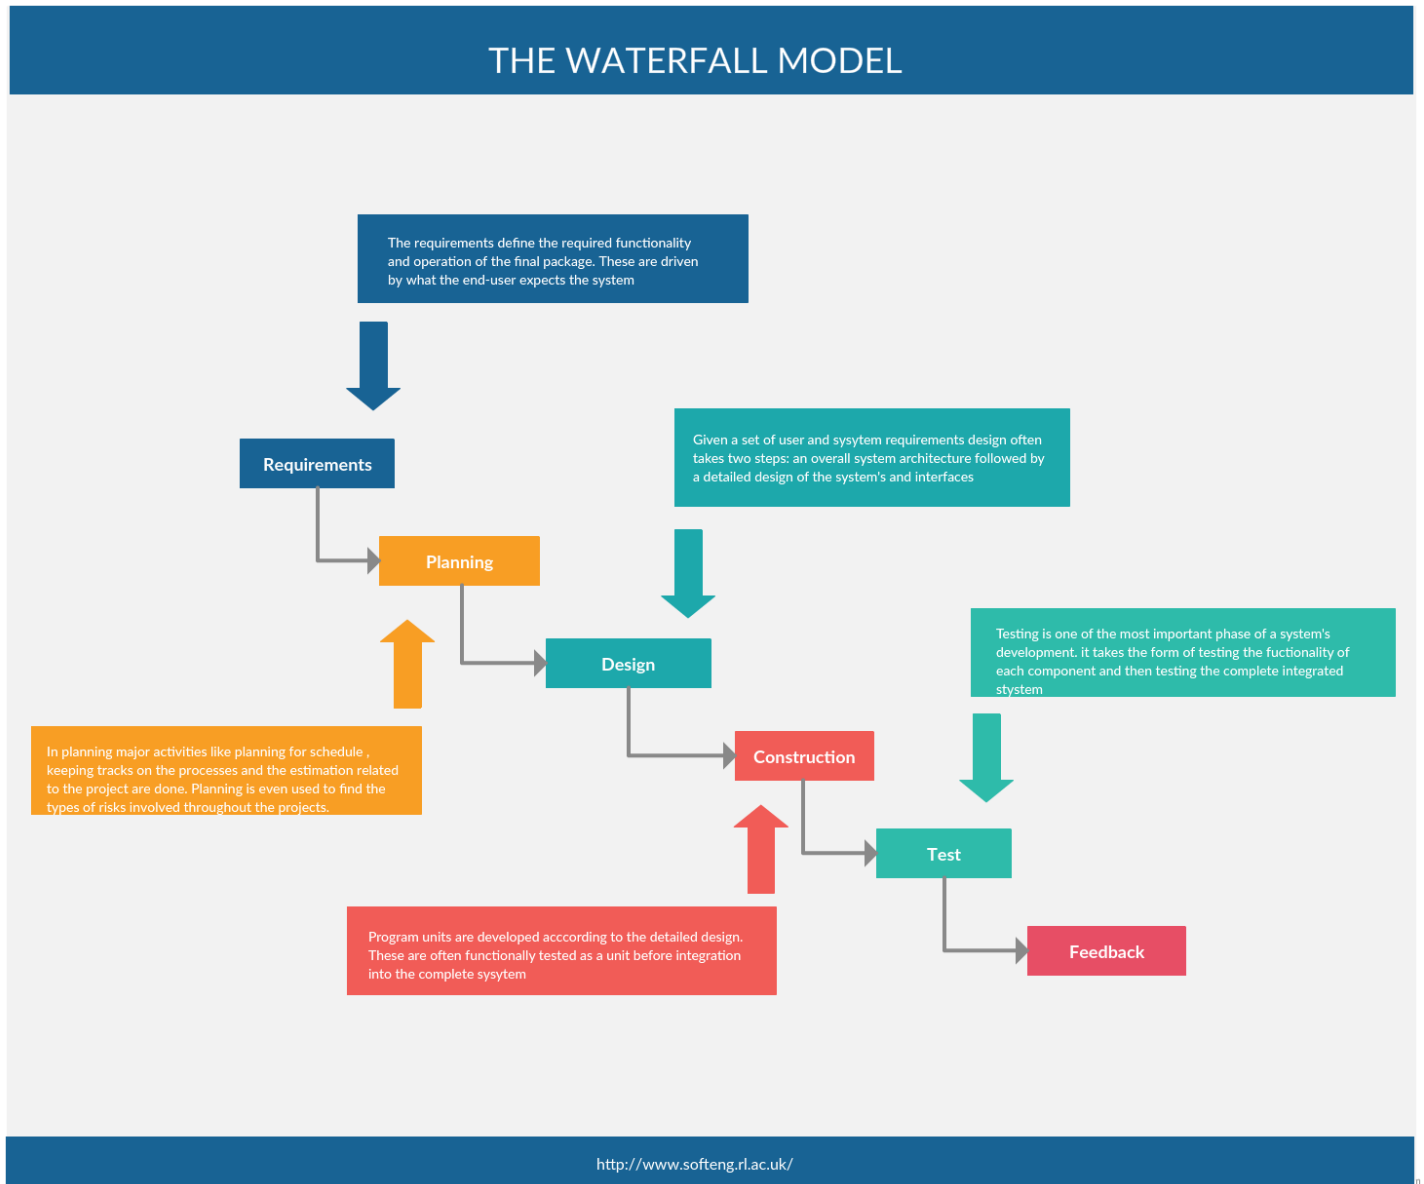 THE WATERFALL MODEL
The requirements define the required functionality
and operation of the final package. These are driven
by what the end-user expects the system
Requirements
Given a set of user and sysytem requirements design often
takes two steps: an overall system architecture followed by
a detailed design of the system's and interfaces
Planning
Design
Testing is one of the most important phase of a system's
development. it takes the form of testing the fuctionality of
each component and then testing the complete integrated
stystem
In planning major activities like planning for schedule ,
keeping tracks on the processes and the estimation related
to the project are done. Planning is even used to find the
types of risks involved throughout the projects.
Construction
Test
Program units are developed acccording to the detailed design.
These are often functionally tested as a unit before integration
into the complete sysytem
Feedback
http://www.softeng.rl.ac.uk/